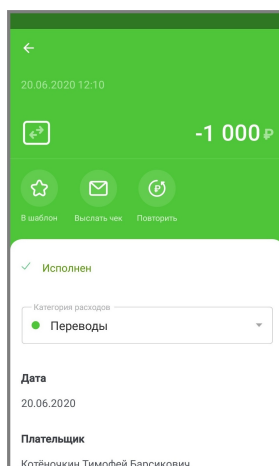 20.06.2020 12:10
-1 000 ₽
В шаблон Выслать чек Повторить
Исполнен
Категория расходов
Переводы
Дата
20.06.2020
Плательщик
Котёночкин Тимофей Барсикович